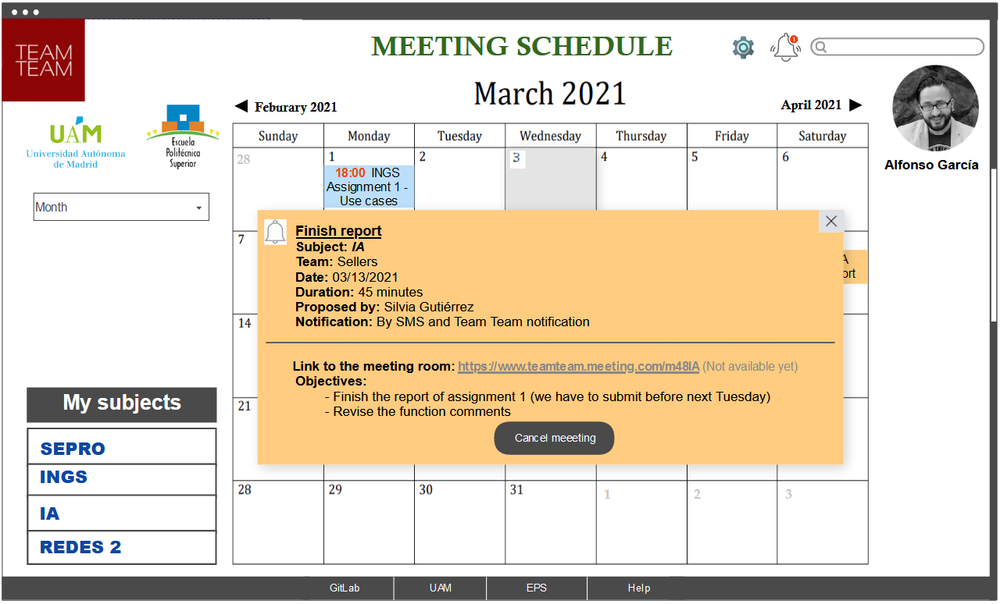 TEAM
TEAM
MEETING SCHEDULE
1
March 2021
Feburary 2021
April 2021
UAM
Universidad Autónoma
de Madrid
Escuela
Politécnica
Superior
Alfonso García
Month
Sunday Monday Tuesday Wednesday Thursday Friday Saturday
28 1 2 3 4 5 6
18:00 INGS
Assignment 1 -
Use cases
7
14
21
Finish report
Subject: IA
Team: Sellers
Date: 03/13/2021
Duration: 45 minutes
Proposed by: Silvia Gutiérrez
Notification: By SMS and Team Team notification
A
ort
Link to the meeting room: https://www.teamteam.meeting.com/m48IA (Not available yet)
Objectives:
- Finish the report of assignment 1 (we have to submit before next Tuesday)
- Revise the function comments
Cancel meeeting
28 29 30 31 1 2 3
My subjects
SEPRO
INGS
IA
REDES 2
GitLab UAM EPS Help